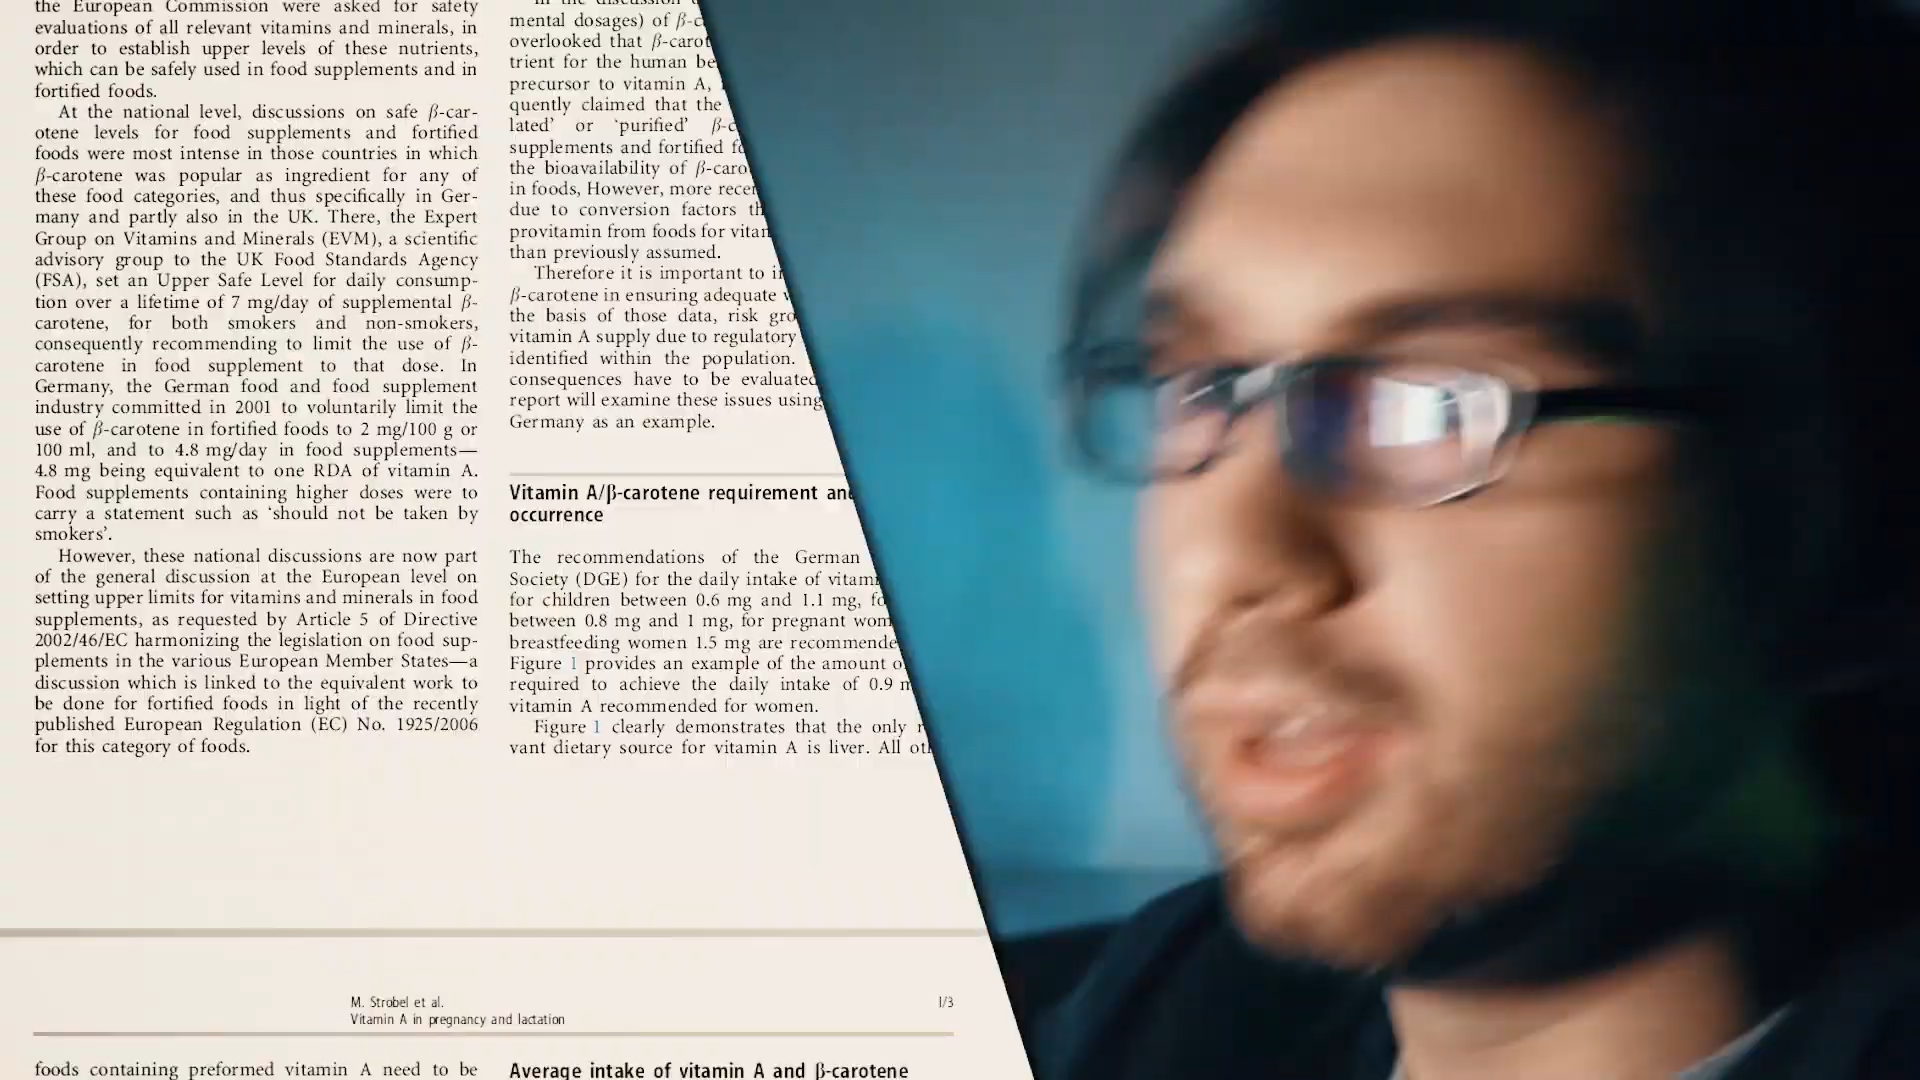 the European Commission were asked for safety
evaluations of all relevant vitamins and minerals, in
order to establish upper levels of these nutrients,
which can be safely used in food supplements and in
fortified foods.
At the national level, discussions on safe β-car-
otene levels for food supplements and fortified
foods were most intense in those countries in which
β-carotene was popular as ingredient for any of
these food categories, and thus specifically in Ger-
many and partly also in the UK. There, the Expert
Group on Vitamins and Minerals (EVM), a scientific
advisory group to the UK Food Standards Agency
(FSA), set an Upper Safe Level for daily consump-
tion over a lifetime of 7 mg/day of supplemental β-
carotene, for both smokers and non-smokers,
consequently recommending to limit the use of β-
carotene in food supplement to that dose. In
Germany, the German food and food supplement
industry committed in 2001 to voluntarily limit the
use of β-carotene in fortified foods to 2 mg/100 g or
100 ml, and to 4.8 mg/day in food supplements—
4.8 mg being equivalent to one RDA of vitamin A.
Food supplements containing higher doses were to
carry a statement such as ‘should not be taken by
smokers’.
However, these national discussions are now part
of the general discussion at the European level on
setting upper limits for vitamins and minerals in food
supplements, as requested by Article 5 of Directive
2002/46/EC harmonizing the legislation on food sup-
plements in the various European Member States—a
discussion which is linked to the equivalent work to
be done for fortified foods in light of the recently
published European Regulation (EC) No. 1925/2006
for this category of foods.
In the discussion
mental dosages) of β-c
overlooked that β-carot
trient for the human be
precursor to vitamin A,
quently claimed that the
lated’ or ‘purified’ β-c
supplements and fortified fo
the bioavailability of β-caro
in foods, However, more recen
due to conversion factors th
provitamin from foods for vitam
than previously assumed.
Therefore it is important to in
β-carotene in ensuring adequate v
the basis of those data, risk gro
vitamin A supply due to regulatory
identified within the population.
consequences have to be evaluated
report will examine these issues using
Germany as an example.
Vitamin A/β-carotene requirement and
occurrence
The recommendations of the German
Society (DGE) for the daily intake of vitami
for children between 0.6 mg and 1.1 mg, fo
between 0.8 mg and 1 mg, for pregnant wom
breastfeeding women 1.5 mg are recommende
Figure 1 provides an example of the amount o
required to achieve the daily intake of 0.9 m
vitamin A recommended for women.
Figure 1 clearly demonstrates that the only r
vant dietary source for vitamin A is liver. All oth
M. Strobel et al. 1/3
Vitamin A in pregnancy and lactation
foods containing preformed vitamin A need to be
Average intake of vitamin A and β-carotene